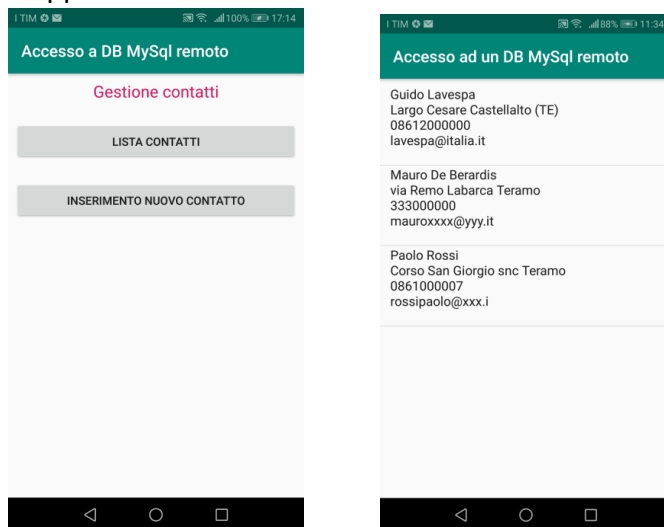 I TIM 100% 17:14
Accesso a DB MySql remoto
Gestione contatti
LISTA CONTATTI
INSERIMENTO NUOVO CONTATTO
I TIM 88% 11:34
Accesso ad un DB MySql remoto
Guido Lavespa
Largo Cesare Castellalto (TE)
08612000000
lavespa@italia.it
Mauro De Berardis
via Remo Labarca Teramo
333000000
mauroxxxx@yyy.it
Paolo Rossi
Corso San Giorgio snc Teramo
0861000007
rossipaolo@xxx.i